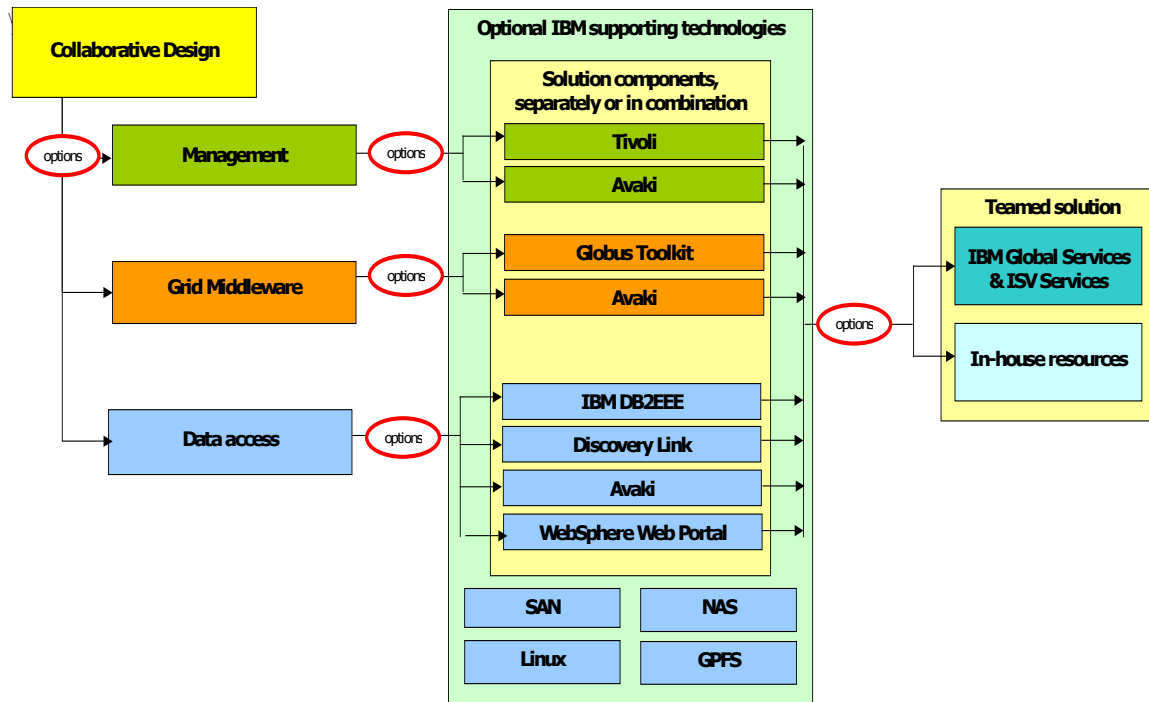 Collaborative Design
options
Management
options
Grid Middleware
options
Data access
options
Optional IBM supporting technologies
Solution components,
separately or in combination
Tivoli
Avaki
Globus Toolkit
Avaki
IBM DB2EEE
Discovery Link
Avaki
WebSphere Web Portal
SAN
NAS
Linux
GPFS
options
Teamed solution
IBM Global Services
& ISV Services
In-house resources